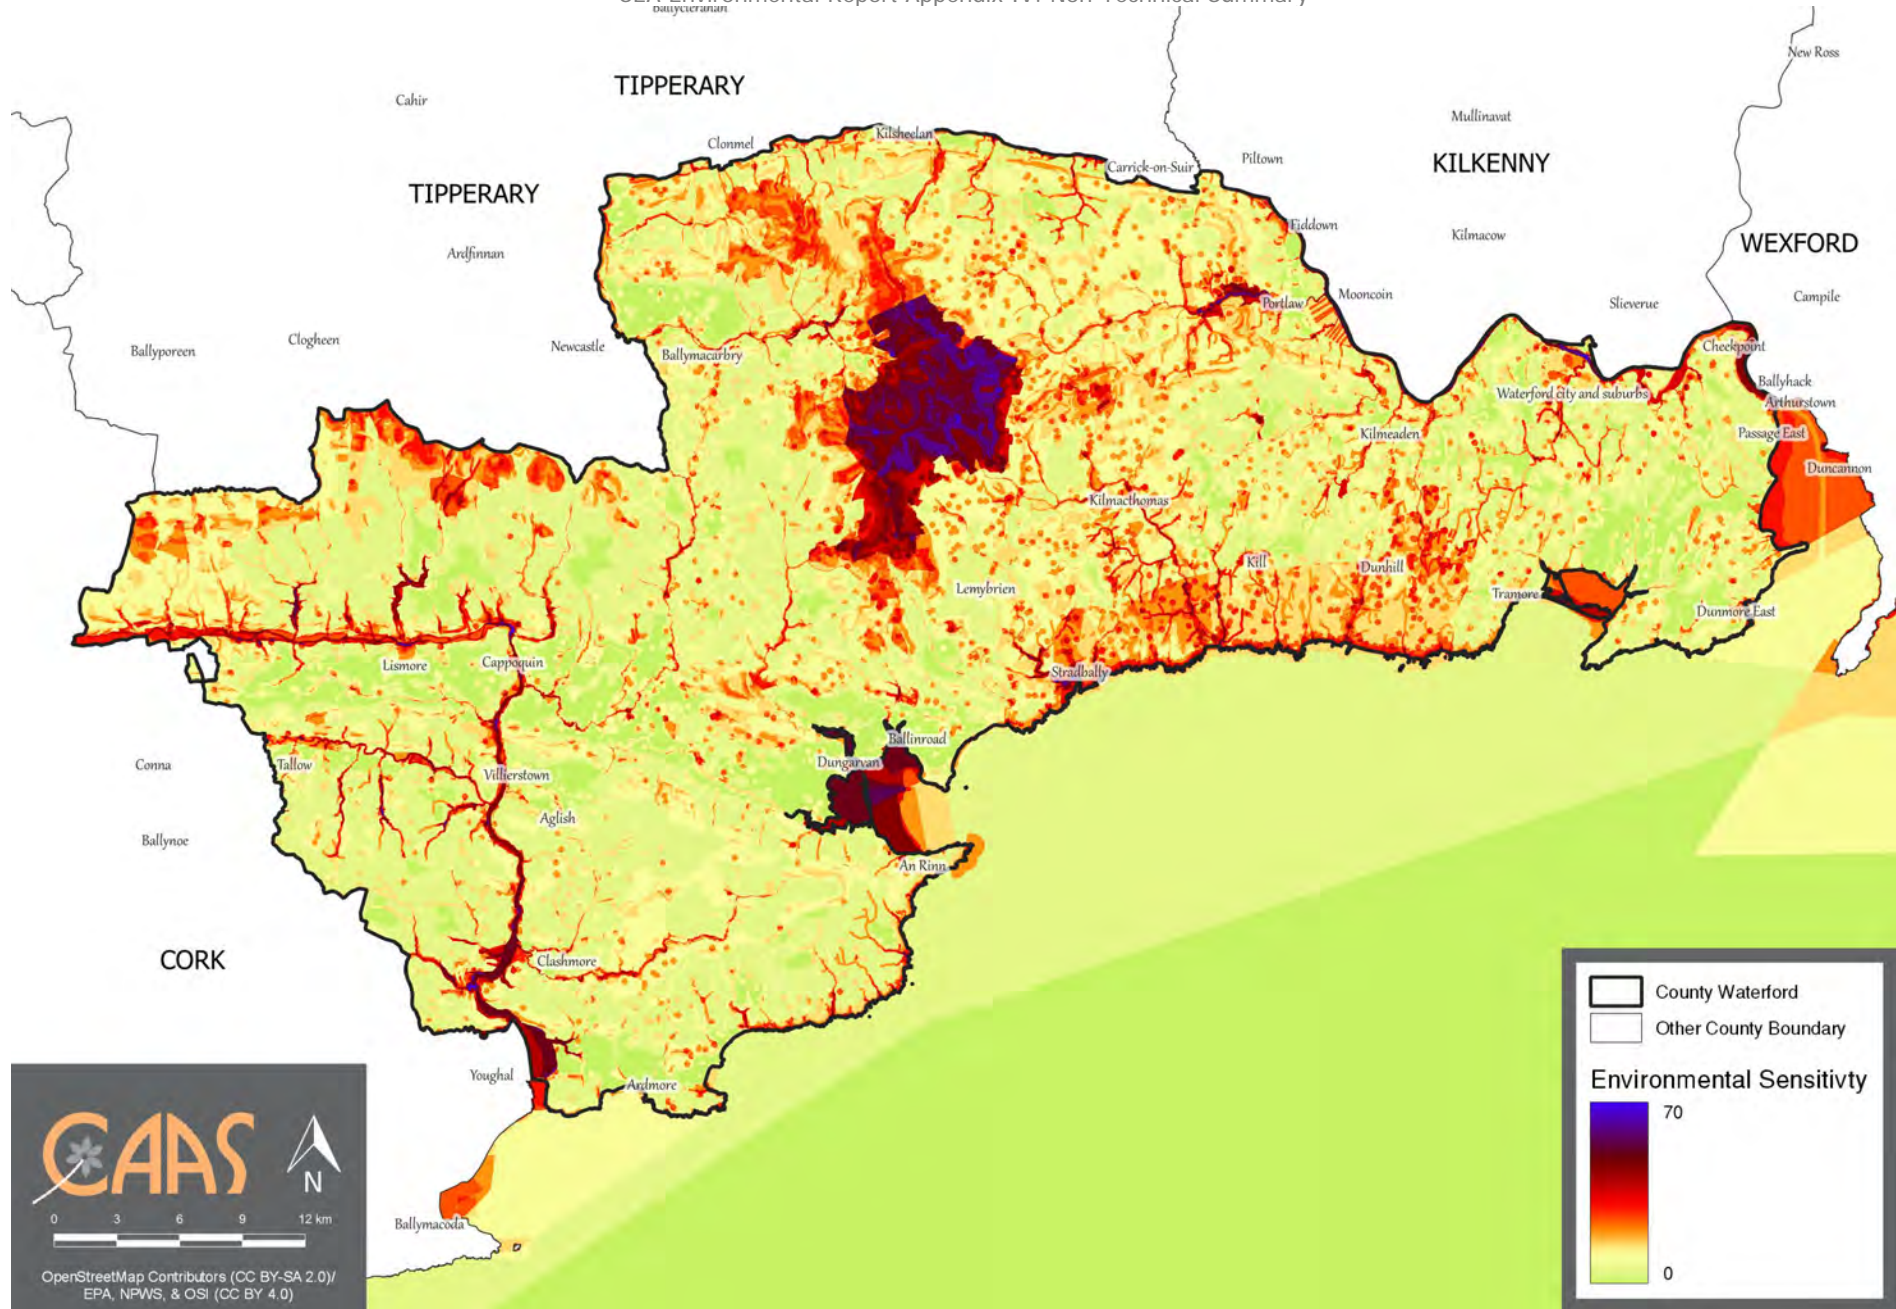 Ballyclerahan
New Ross
TIPPERARY
Cahir
Mullinavat
Kilsheelan
Clonmel
Piltown
KILKENNY
Carrick-on-Suir
TIPPERARY
Fiddown
Kilmacow
WEXFORD
Ardfinnan
Mooncoin
Portlaw
Slieverue
Campile
Clogheen
Newcastle
Ballyporeen
Ballymacarbry
Cheekpoint
Ballyhack
Waterford city and suburbs
Arthurstown
Kilmeaden
Passage East
Duncannon
Kilmacthomas
Kill
Dunhill
Lemybrien
Tramore
Dunmore East
Lismore
Cappoquin
Stradbally
Ballinroad
Conna
Tallow
Dungarvan
Villierstown
Aglish
Ballynoe
An Rinn
CORK
Clashmore
Youghal
Ardmore
Ballymacoda
County Waterford
Other County Boundary
Environmental Sensitivty
70
0
CAAS
N
0 3 6 9 12 km
OpenStreetMap Contributors (CC BY-SA 2.0)/
EPA, NPWS, & OSI (CC BY 4.0)